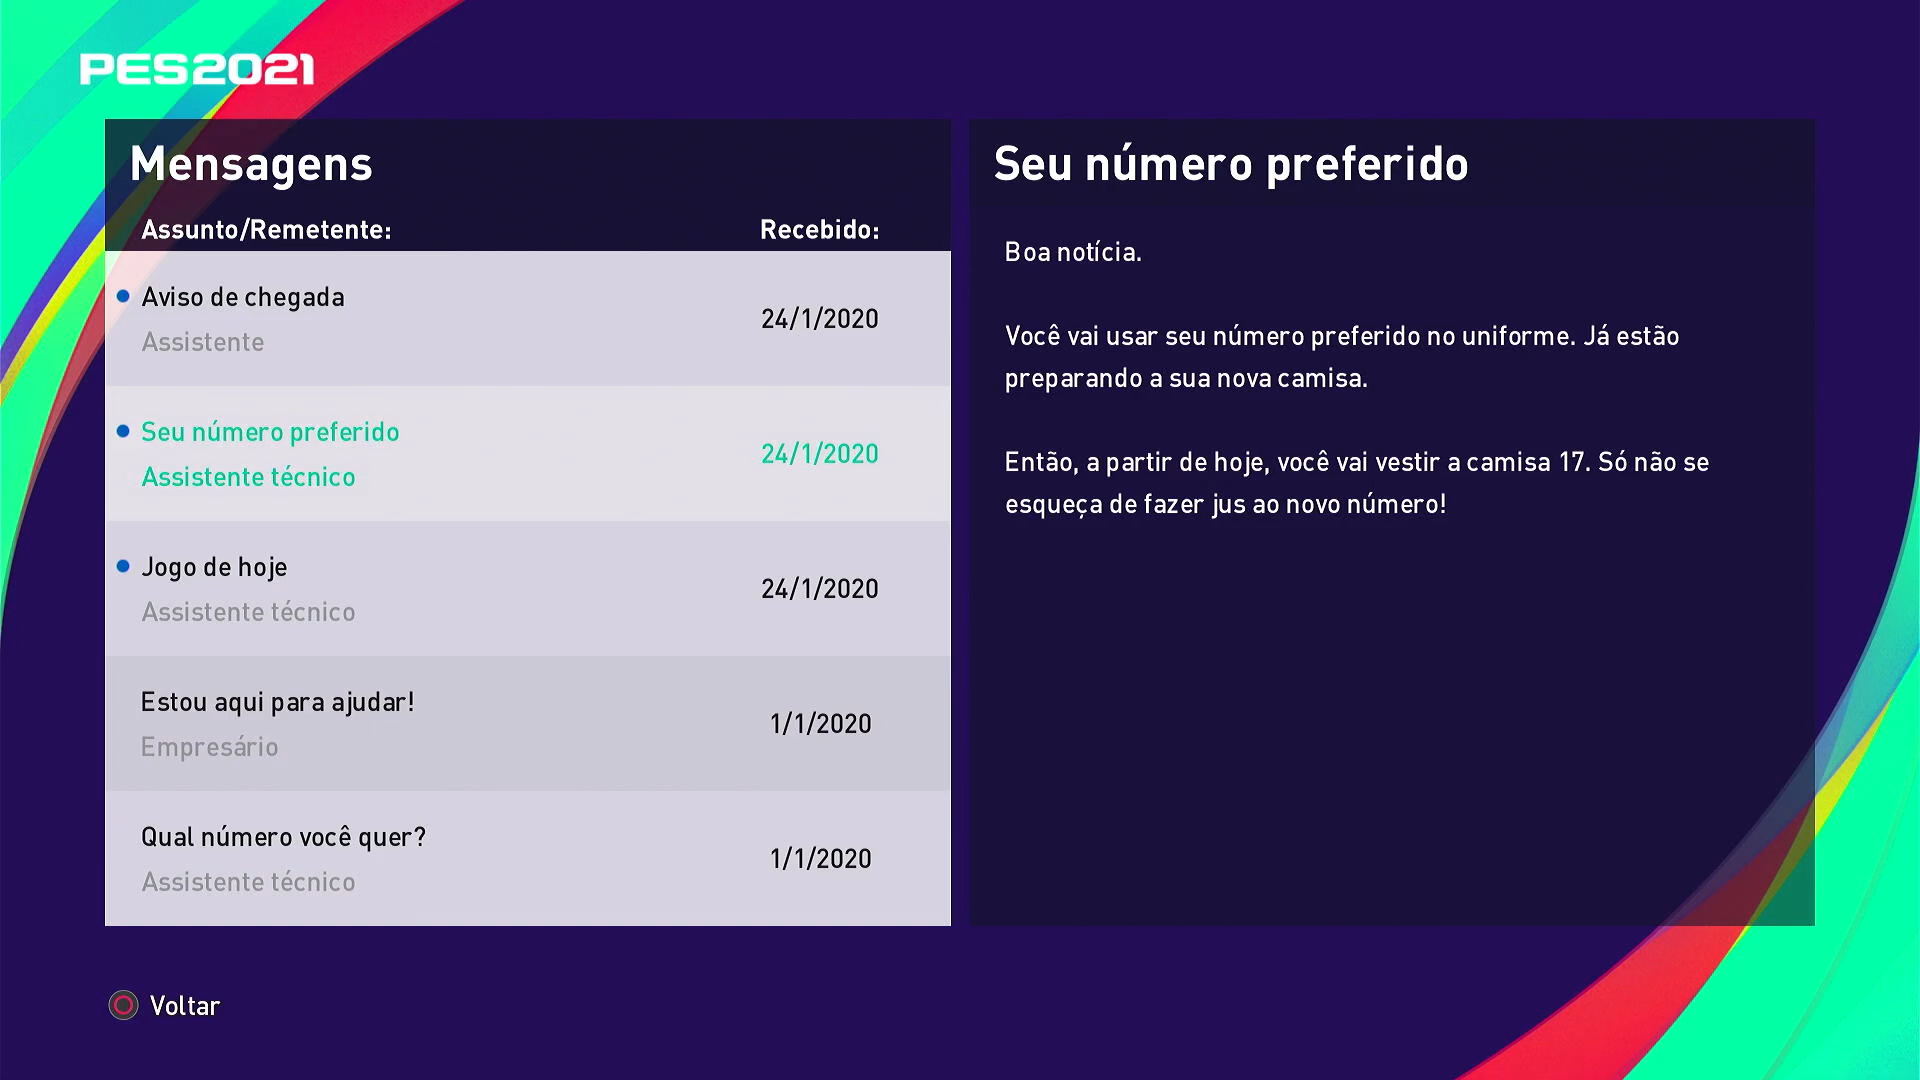 PES2021
Mensagens
Assunto/Remetente: Recebido:
Aviso de chegada
Assistente
24/1/2020
Seu número preferido
Assistente técnico
24/1/2020
Jogo de hoje
Assistente técnico
24/1/2020
Estou aqui para ajudar!
Empresário
1/1/2020
Qual número você quer?
Assistente técnico
1/1/2020
Seu número preferido
Boa notícia.
Você vai usar seu número preferido no uniforme. Já estão
preparando a sua nova camisa.
Então, a partir de hoje, você vai vestir a camisa 17. Só não se
esqueça de fazer jus ao novo número!
Voltar